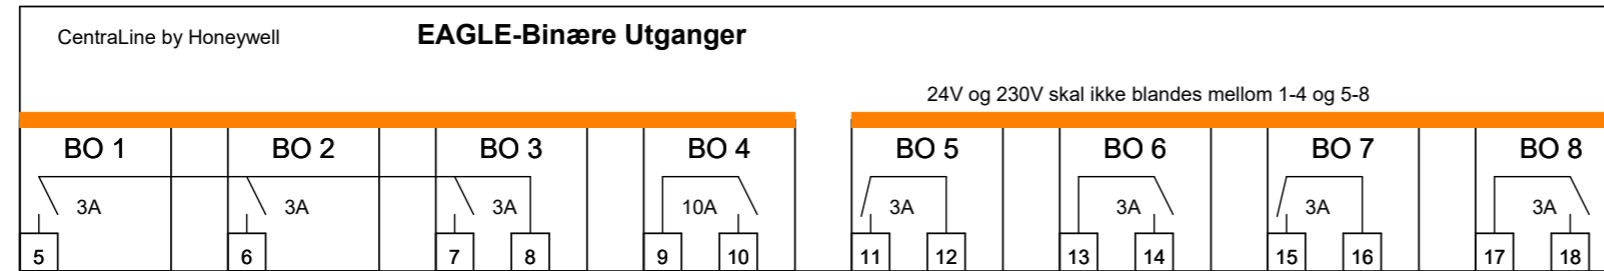 CentraLine by Honeywell EAGLE-Binære Utganger
24V og 230V skal ikke blandes mellom 1-4 og 5-8
BO 1 BO 2 BO 3 BO 4 BO 5 BO 6 BO 7 BO 8
3A 3A 3A 10A 3A 3A 3A 3A
5 6 7 8 9 10 11 12 13 14 15 16 17 18